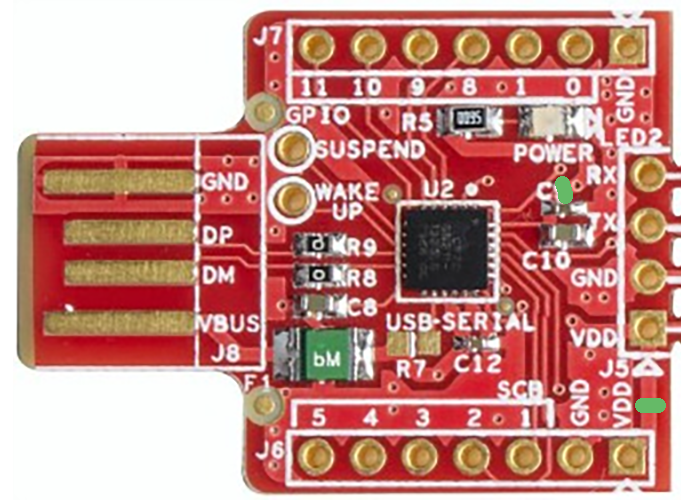 J7
11 10 9 8 1 0
GND
GPIO
R5
LED2
POWER
SUSPEND
RX
GND
WAKE
UP
U2
TX
DP
R9
C10
DM
R8
GND
C8
VBUS
USB-SERIAL
VDD
J8
bM
R7
C12
J5
F1
SCB
GND
VDD
5 4 3 2 1
J6